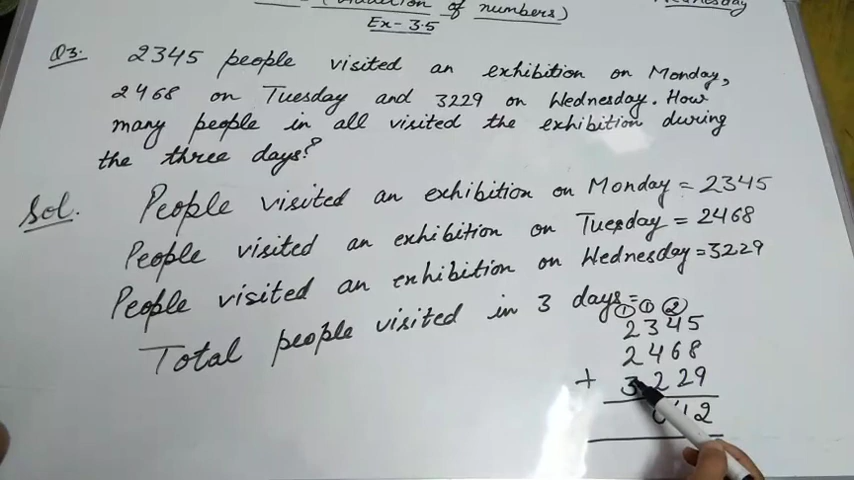 of numbers)
Wednesday
Ex- 3.5
Q3. 2345 people visited an exhibition on Monday,
2468 on Tuesday and 3229 on Wednesday. How
many people in all visited the exhibition during
the three days?
Sol. People visited an exhibition on Monday = 2345
People visited an exhibition on Tuesday = 2468
People visited an exhibition on Wednesday = 3229
Total people visited in 3 days =
1 1 2
2345
2468
+ 3229
42